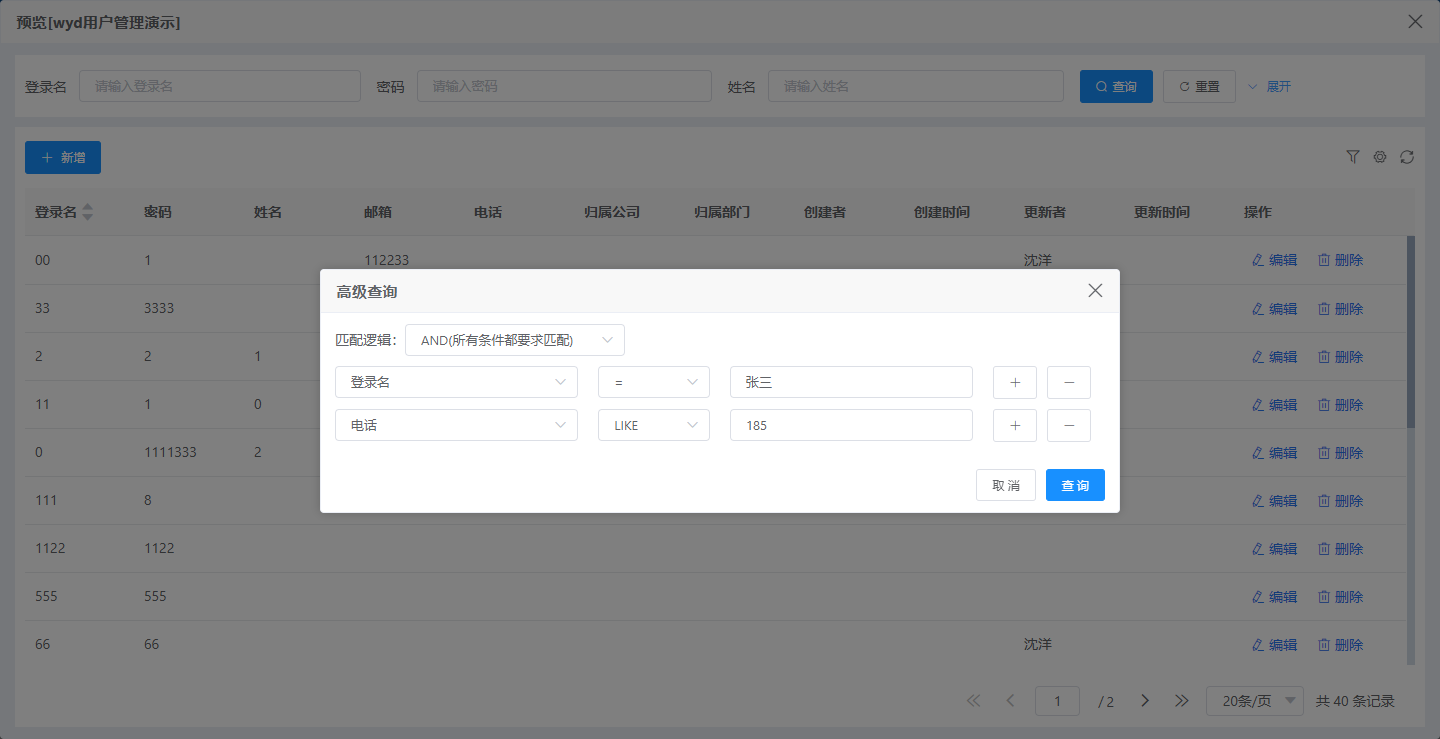 预览[wyd用户管理演示]
登录名 请输入登录名 密码 请输入密码 姓名 请输入姓名 查询 重置 展开
新增
登录名 密码 姓名 邮箱 电话 归属公司 归属部门 创建者 创建时间 更新者 更新时间 操作
00 1 112233 沈洋 编辑 删除
高级查询
33 3333 编辑 删除
匹配逻辑： AND(所有条件都要求匹配)
2 2 1 编辑 删除
登录名 = 张三 + −
11 1 0 编辑 删除
电话 LIKE 185 + −
0 1111333 2 编辑 删除
取 消 查 询
111 8 编辑 删除
1122 1122 编辑 删除
555 555 编辑 删除
66 66 沈洋 编辑 删除
1 / 2 20条/页 共 40 条记录